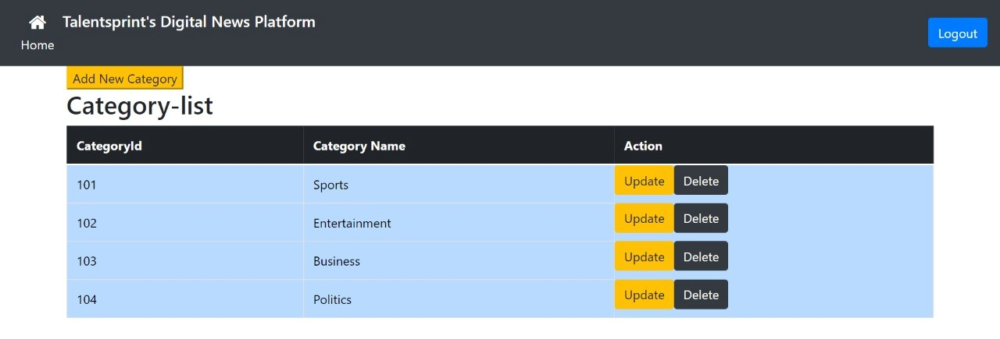 Talentsprint's Digital News Platform
Home
Logout
Add New Category
Category-list
CategoryId Category Name Action
101 Sports Update Delete
102 Entertainment Update Delete
103 Business Update Delete
104 Politics Update Delete